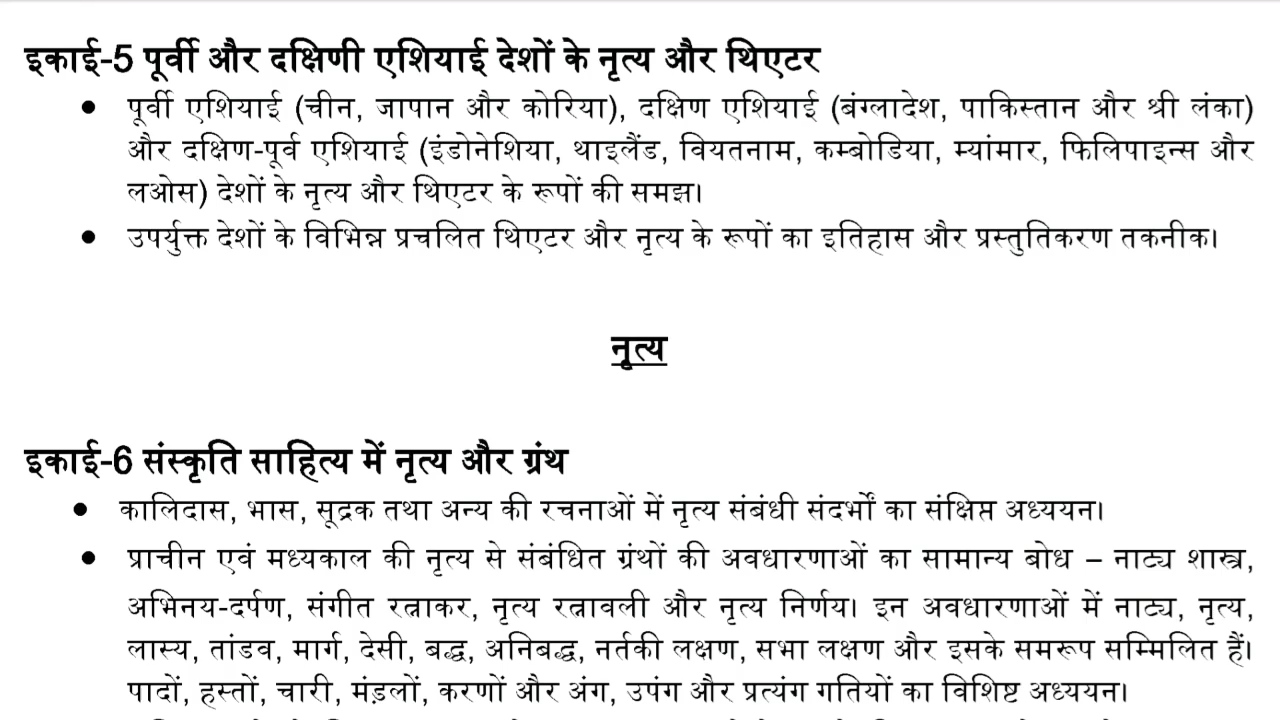 इकाई-5 पूर्वी और दक्षिणी एशियाई देशों के नृत्य और थिएटर
● पूर्वी एशियाई (चीन, जापान और कोरिया), दक्षिण एशियाई (बंग्लादेश, पाकिस्तान और श्री लंका)
और दक्षिण-पूर्व एशियाई (इंडोनेशिया, थाइलैंड, वियतनाम, कम्बोडिया, म्यांमार, फिलिपाइन्स और
लओस) देशों के नृत्य और थिएटर के रूपों की समझ।
● उपर्युक्त देशों के विभिन्न प्रचलित थिएटर और नृत्य के रूपों का इतिहास और प्रस्तुतिकरण तकनीक।
नृत्य
इकाई-6 संस्कृति साहित्य में नृत्य और ग्रंथ
● कालिदास, भास, सूद्रक तथा अन्य की रचनाओं में नृत्य संबंधी संदर्भों का संक्षिप्त अध्ययन।
● प्राचीन एवं मध्यकाल की नृत्य से संबंधित ग्रंथों की अवधारणाओं का सामान्य बोध – नाट्य शास्त्र,
अभिनय-दर्पण, संगीत रत्नाकर, नृत्य रत्नावली और नृत्य निर्णय। इन अवधारणाओं में नाट्य, नृत्य,
लास्य, तांडव, मार्ग, देसी, बद्ध, अनिबद्ध, नर्तकी लक्षण, सभा लक्षण और इसके समरूप सम्मिलित हैं।
पादों, हस्तों, चारी, मंड़लों, करणों और अंग, उपंग और प्रत्यंग गतियों का विशिष्ट अध्ययन।